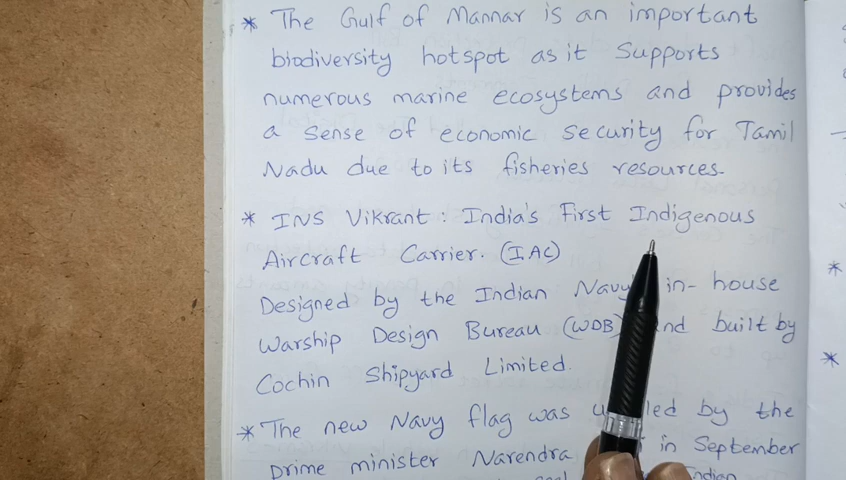 * The Gulf of Mannar is an important
biodiversity hotspot as it Supports
numerous marine ecosystems and provides
a sense of economic security for Tamil
Nadu due to its fisheries resources.
* INS Vikrant : India's First Indigenous
Aircraft Carrier. (IAC)
Designed by the Indian Navy's in-house
Warship Design Bureau (WDB) and built by
Cochin Shipyard Limited.
* The new Navy flag was by the
prime minister Narendra in September
Indian